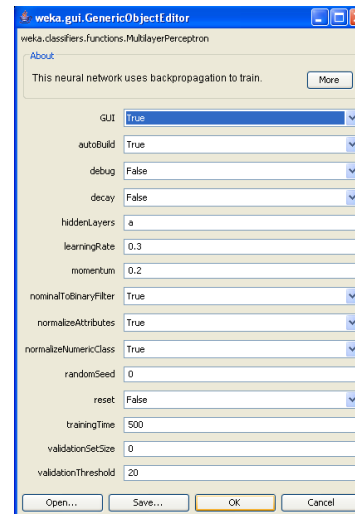 weka.gui.GenericObjectEditor
weka.classifiers.functions.MultilayerPerceptron
About
This neural network uses backpropagation to train.
More
GUI True
autoBuild True
debug False
decay False
hiddenLayers a
learningRate 0.3
momentum 0.2
nominalToBinaryFilter True
normalizeAttributes True
normalizeNumericClass True
randomSeed 0
reset False
trainingTime 500
validationSetSize 0
validationThreshold 20
Open... Save... OK Cancel